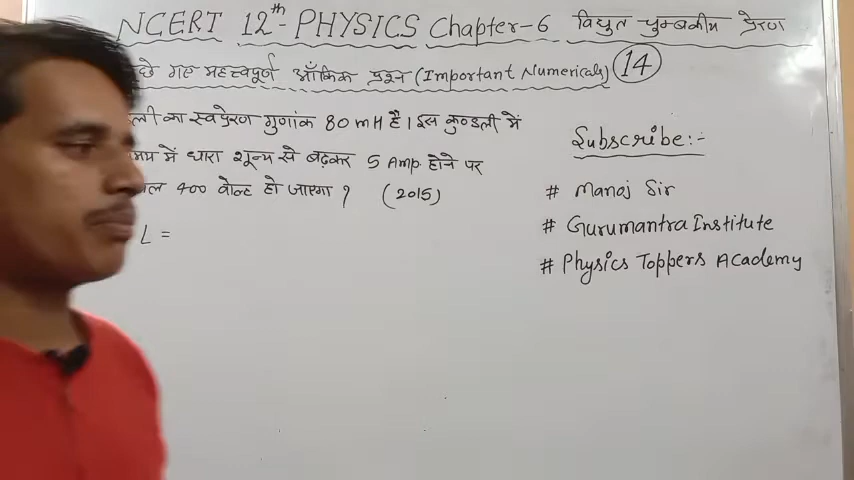 NCERT 12th- PHYSICS Chapter-6 विद्युत चुम्बकीय प्रेरण
गए महत्त्वपूर्ण आँकिक प्रश्न (Important Numericals) 14
का स्वप्रेरण गुणांक 80 mH है। इस कुण्डली में
में धारा शून्य से बढ़कर 5 Amp. होने पर
400 वोल्ट हो जाएगा ? (2015)
L =
Subscribe:-
# Manoj Sir
# Gurumantra Institute
# Physics Toppers Academy